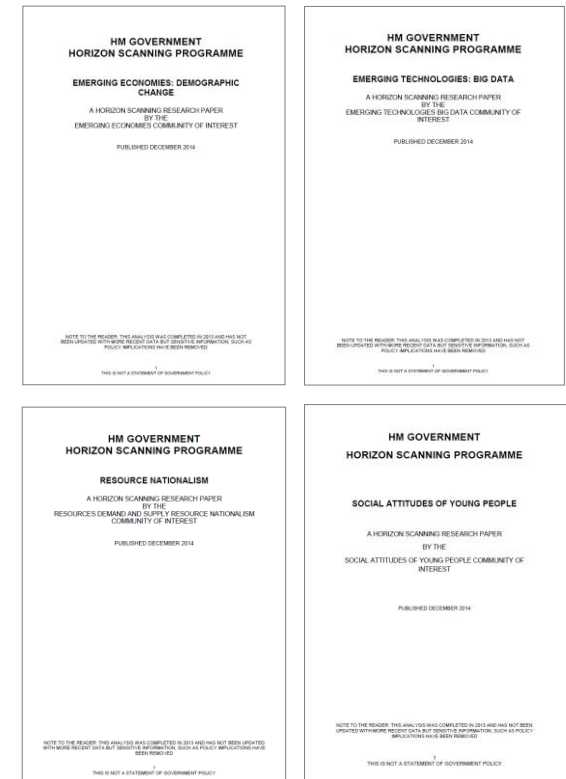 HM GOVERNMENT
HORIZON SCANNING PROGRAMME
EMERGING ECONOMIES: DEMOGRAPHIC
CHANGE
A HORIZON SCANNING RESEARCH PAPER
BY THE
EMERGING ECONOMIES COMMUNITY OF INTEREST
PUBLISHED DECEMBER 2014
NOTE TO THE READER: THIS ANALYSIS WAS COMPLETED IN 2013 AND HAS NOT
BEEN UPDATED WITH MORE RECENT DATA BUT SENSITIVE INFORMATION, SUCH AS
POLICY IMPLICATIONS HAVE BEEN REMOVED
1
THIS IS NOT A STATEMENT OF GOVERNMENT POLICY
HM GOVERNMENT
HORIZON SCANNING PROGRAMME
EMERGING TECHNOLOGIES: BIG DATA
A HORIZON SCANNING RESEARCH PAPER
BY THE
EMERGING TECHNOLOGIES BIG DATA COMMUNITY OF
INTEREST
PUBLISHED DECEMBER 2014
NOTE TO THE READER: THIS ANALYSIS WAS COMPLETED IN 2013 AND HAS NOT
BEEN UPDATED WITH MORE RECENT DATA BUT SENSITIVE INFORMATION, SUCH AS
POLICY IMPLICATIONS HAVE BEEN REMOVED
1
THIS IS NOT A STATEMENT OF GOVERNMENT POLICY
HM GOVERNMENT
HORIZON SCANNING PROGRAMME
RESOURCE NATIONALISM
A HORIZON SCANNING RESEARCH PAPER
BY THE
RESOURCES DEMAND AND SUPPLY RESOURCE NATIONALISM
COMMUNITY OF INTEREST
PUBLISHED DECEMBER 2014
NOTE TO THE READER: THIS ANALYSIS WAS COMPLETED IN 2013 AND HAS NOT BEEN UPDATED
WITH MORE RECENT DATA BUT SENSITIVE INFORMATION, SUCH AS POLICY IMPLICATIONS HAVE
BEEN REMOVED
1
THIS IS NOT A STATEMENT OF GOVERNMENT POLICY
HM GOVERNMENT
HORIZON SCANNING PROGRAMME
SOCIAL ATTITUDES OF YOUNG PEOPLE
A HORIZON SCANNING RESEARCH PAPER
BY THE
SOCIAL ATTITUDES OF YOUNG PEOPLE COMMUNITY OF
INTEREST
PUBLISHED DECEMBER 2014
NOTE TO THE READER: THIS ANALYSIS WAS COMPLETED IN 2013 AND HAS NOT BEEN
UPDATED WITH MORE RECENT DATA BUT SENSITIVE INFORMATION, SUCH AS POLICY
IMPLICATIONS HAVE BEEN REMOVED
1
THIS IS NOT A STATEMENT OF GOVERNMENT POLICY